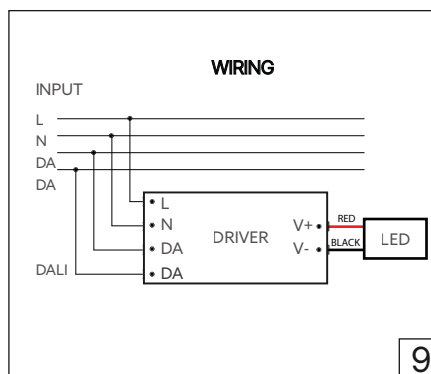 WIRING
INPUT
L
N
DA
DA
L
N
DA
DA
DRIVER
V+
V-
RED
BLACK
LED
DALI
9